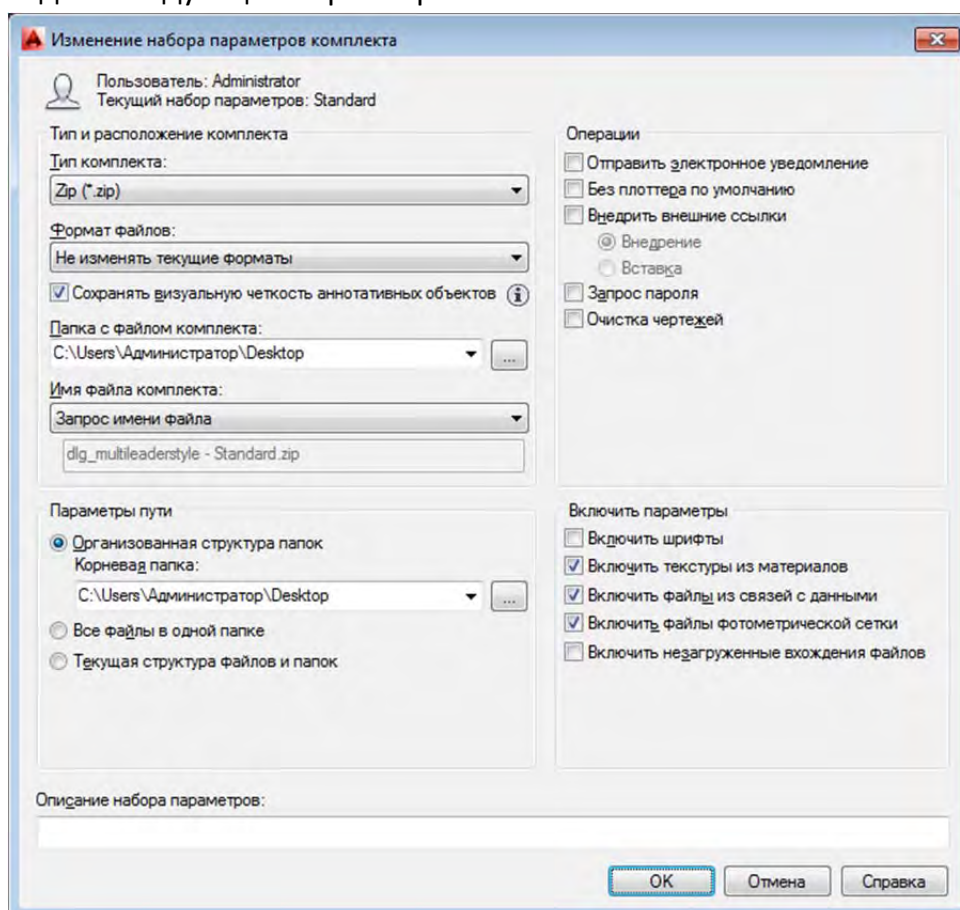 Изменение набора параметров комплекта
Пользователь: Administrator
Текущий набор параметров: Standard
Тип и расположение комплекта
Тип комплекта:
Zip (*.zip)
Формат файлов:
Не изменять текущие форматы
Сохранять визуальную четкость аннотативных объектов
Папка с файлом комплекта:
C:\Users\Администратор\Desktop
...
Имя файла комплекта:
Запрос имени файла
dlg_multileaderstyle - Standard.zip
Операции
Отправить электронное уведомление
Без плоттера по умолчанию
Внедрить внешние ссылки
Внедрение
Вставка
Запрос пароля
Очистка чертежей
Параметры пути
Организованная структура папок
Корневая папка:
C:\Users\Администратор\Desktop
...
Все файлы в одной папке
Текущая структура файлов и папок
Включить параметры
Включить шрифты
Включить текстуры из материалов
Включить файлы из связей с данными
Включить файлы фотометрической сетки
Включить незагруженные вхождения файлов
Описание набора параметров:
OK
Отмена
Справка